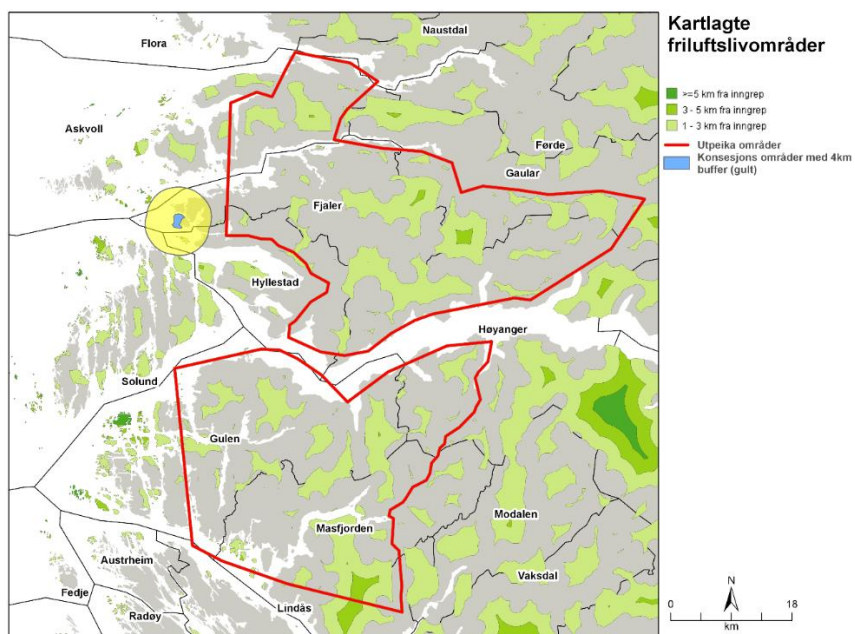 Kartlagte
friluftslivområder
>=5 km fra inngrep
3 - 5 km fra inngrep
1 - 3 km fra inngrep
Utpeika områder
Konsesjons områder med 4km
buffer (gult)
Flora
Naustdal
Askvoll
Førde
Gaular
Fjaler
Hyllestad
Høyanger
Solund
Gulen
Masfjorden
Modalen
Austrheim
Vaksdal
Fedje
Radøy
Lindås
N
0 18
km